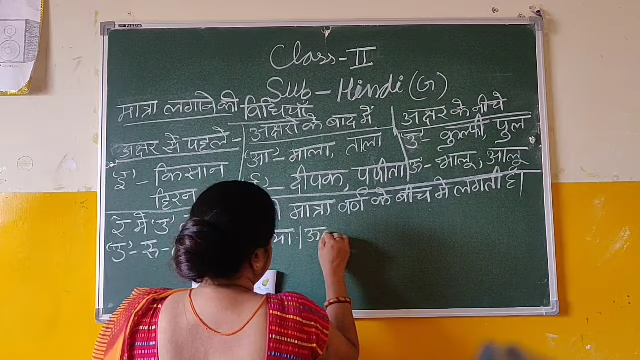 Class - II
Sub - Hindi (G)
मात्रा लगाने की विधियाँ
अक्षर से पहले - | अक्षरों के बाद में | अक्षर के नीचे
'इ' - किसान | 'आ' - माला, ताला | उ - कुल्फी, पुल
हिरन | 'ई' - दीपक, पपीता | ऊ - भालू, आलू
र में 'उ' मात्रा वर्ण के बीच में लगती है।
'उ' - रु - या | ऊ